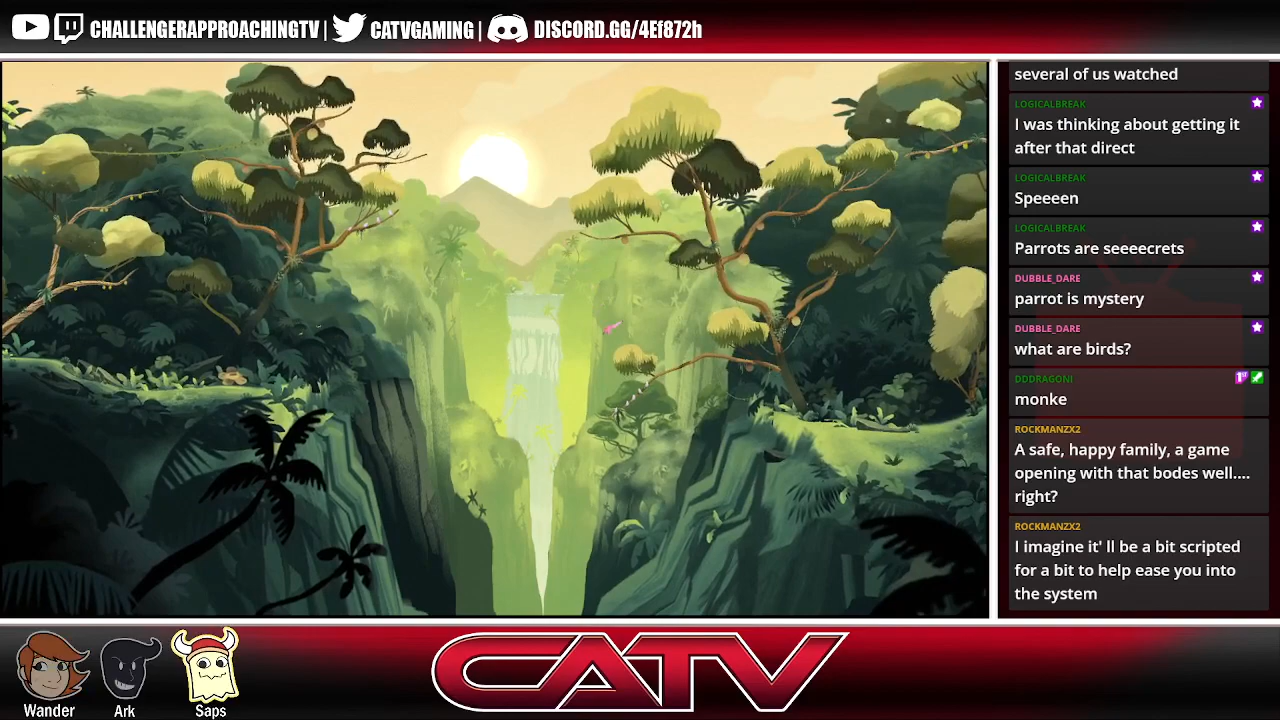 CHALLENGERAPPROACHINGTV | CATVGAMING | DISCORD.GG/4Ef872h
several of us watched
LOGICALBREAK
I was thinking about getting it
after that direct
LOGICALBREAK
Speeeen
LOGICALBREAK
Parrots are seeeecrets
DUBBLE_DARE
parrot is mystery
DUBBLE_DARE
what are birds?
DDDRAGONI
monke
ROCKMANZX2
A safe, happy family, a game
opening with that bodes well....
right?
ROCKMANZX2
I imagine it' ll be a bit scripted
for a bit to help ease you into
the system
CATV
Wander
Ark
Saps